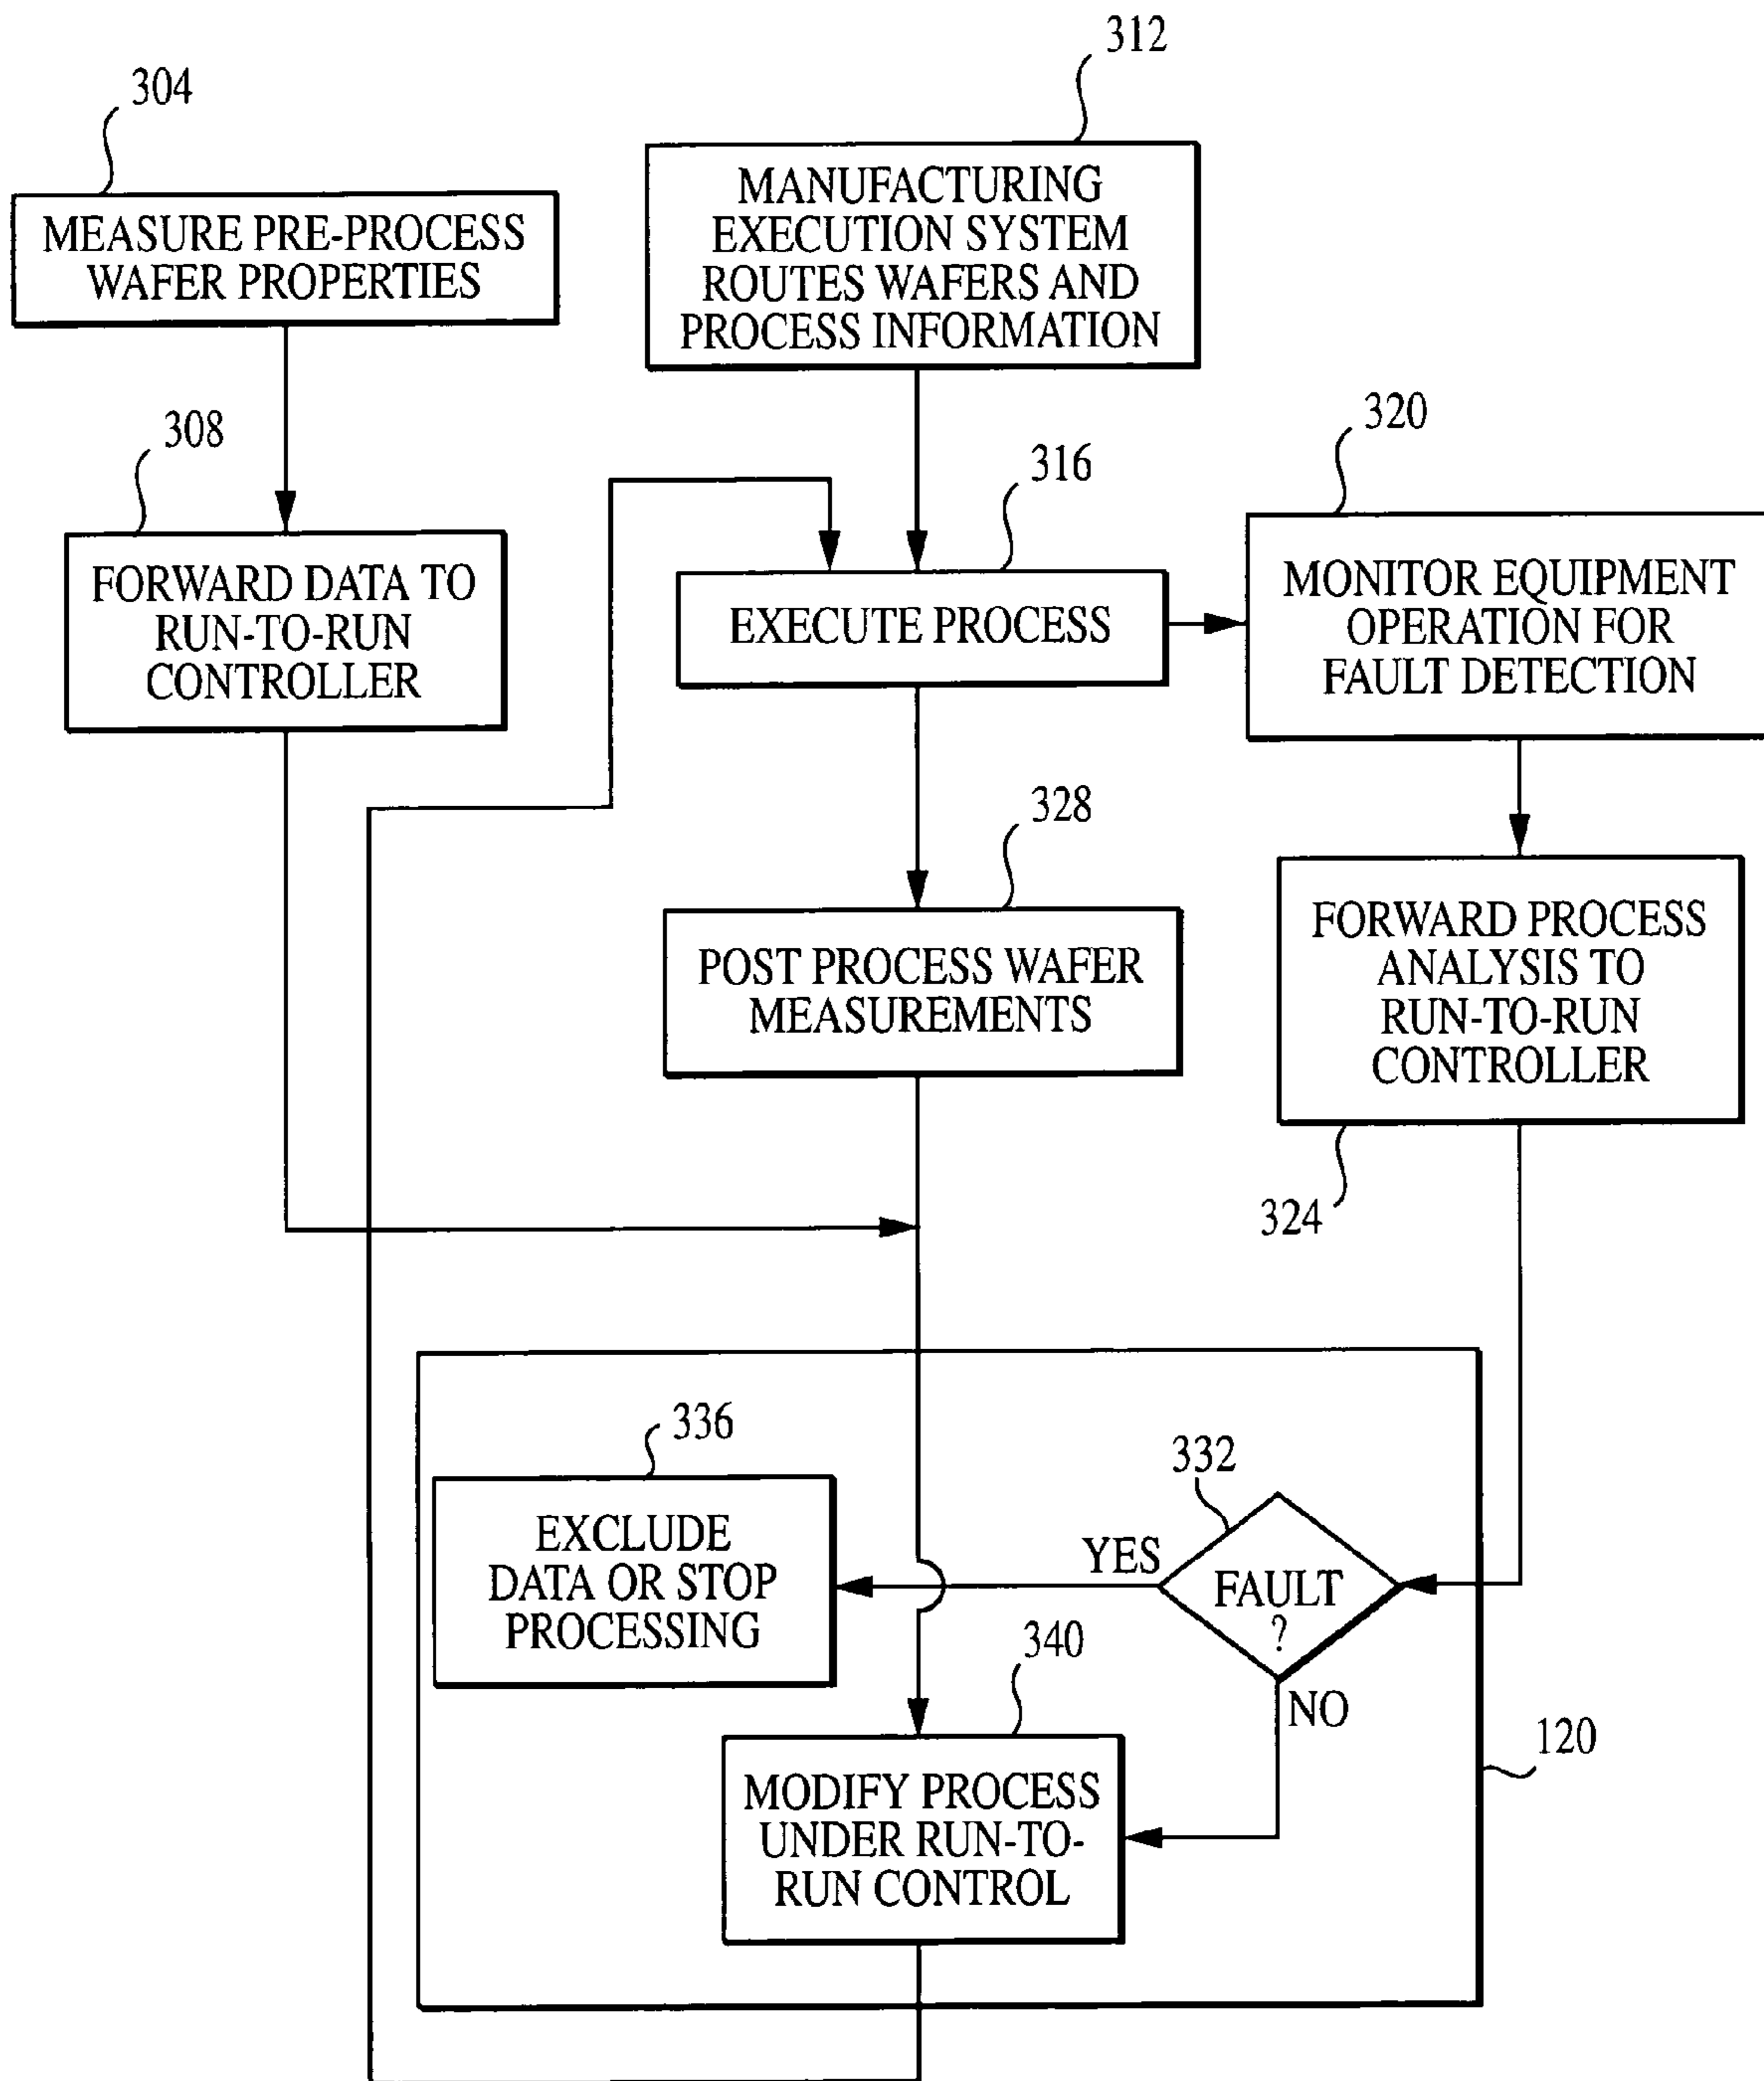 312
304
MANUFACTURING
EXECUTION SYSTEM
ROUTES WAFERS AND
PROCESS INFORMATION
MEASURE PRE-PROCESS
WAFER PROPERTIES
308
316
320
FORWARD DATA TO
RUN-TO-RUN
CONTROLLER
EXECUTE PROCESS
MONITOR EQUIPMENT
OPERATION FOR
FAULT DETECTION
328
POST PROCESS WAFER
MEASUREMENTS
FORWARD PROCESS
ANALYSIS TO
RUN-TO-RUN
CONTROLLER
324
336
332
EXCLUDE
DATA OR STOP
PROCESSING
YES
FAULT
?
NO
340
120
MODIFY PROCESS
UNDER RUN-TO-
RUN CONTROL